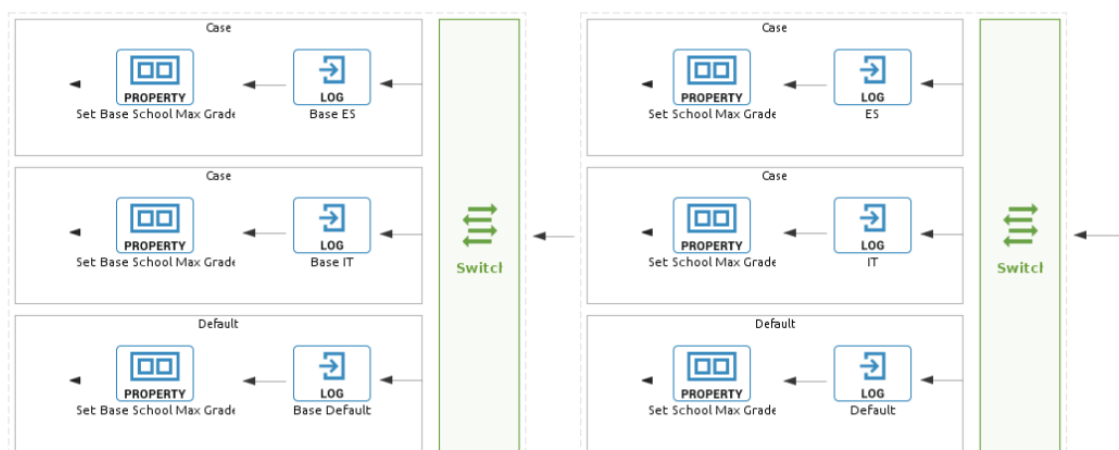 Case
PROPERTY
LOG
Set Base School Max Grade
Base ES
Case
PROPERTY
LOG
Set Base School Max Grade
Base IT
Switch
Default
PROPERTY
LOG
Set Base School Max Grade
Base Default
Case
PROPERTY
LOG
Set School Max Grade
ES
Case
PROPERTY
LOG
Set School Max Grade
IT
Switch
Default
PROPERTY
LOG
Set School Max Grade
Default